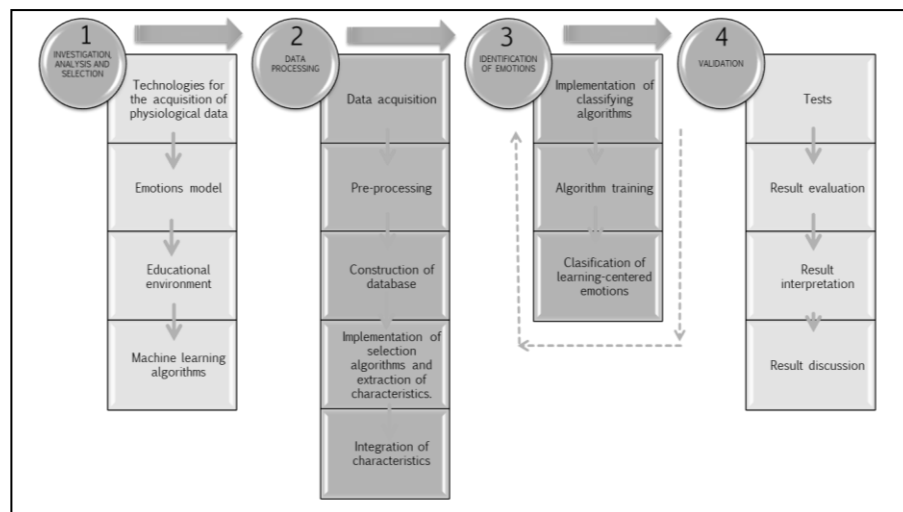 1
INVESTIGATION,
ANALYSIS AND
SELECTION
Technologies for
the acquisition of
physiological data
Emotions model
Educational
environment
Machine learning
algorithms
2
DATA
PROCESSING
Data acquisition
Pre-processing
Construction of
database
Implementation of
selection
algorithms and
extraction of
characteristics.
Integration of
characteristics
3
IDENTIFICATION
OF EMOTIONS
Implementation of
classifying
algorithms
Algorithm training
Clasification of
learning-centered
emotions
4
VALIDATION
Tests
Result evaluation
Result
interpretation
Result discussion